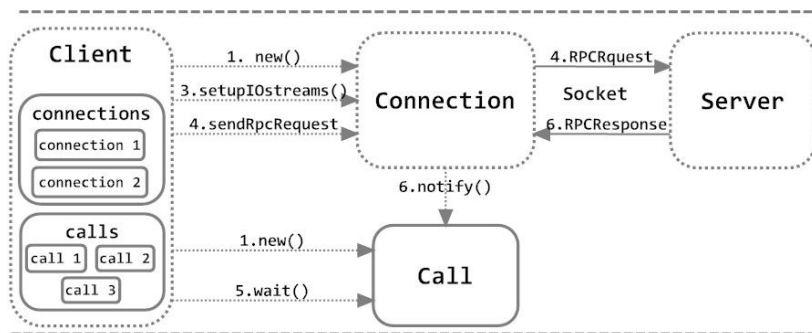 Client
connections
connection 1
connection 2
calls
call 1
call 2
call 3
1. new()
3.setupIOstreams()
4.sendRpcRequest
Connection
4.RPCRquest
Socket
6.RPCResponse
Server
6.notify()
1.new()
5.wait()
Call